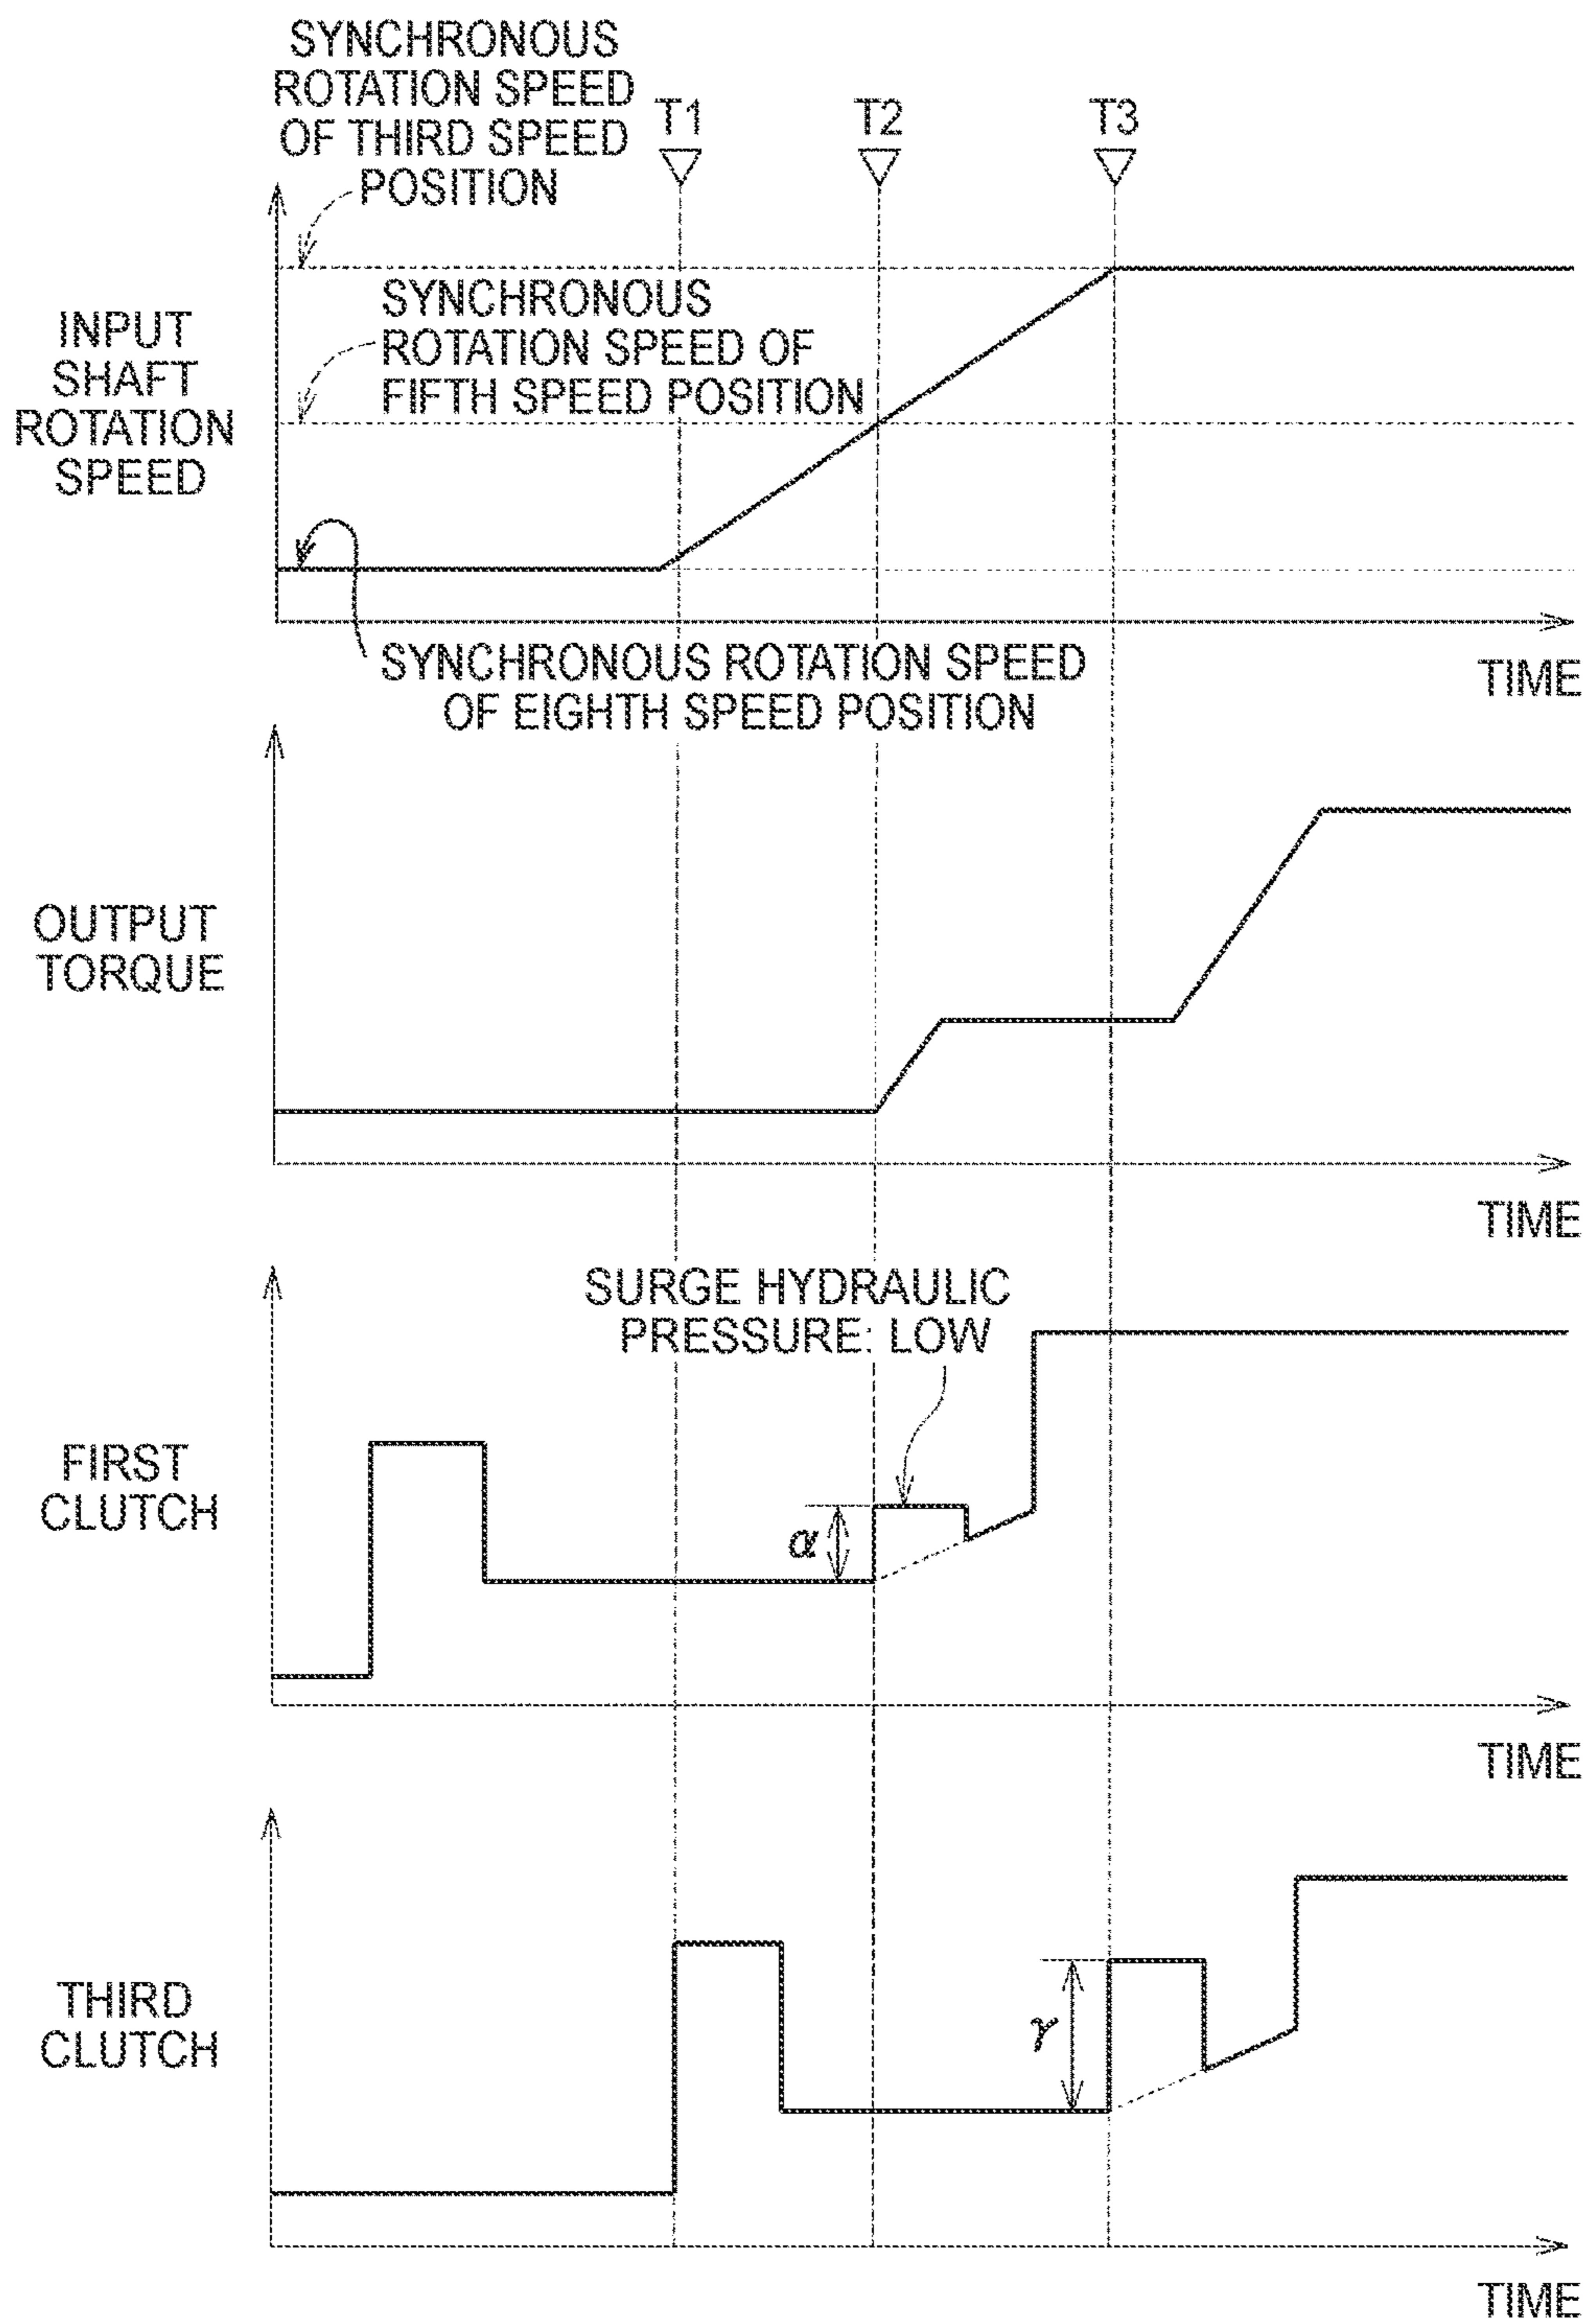 SYNCHRONOUS
ROTATION SPEED
OF THIRD SPEED
POSITION
T1
T2
T3
INPUT
SHAFT
ROTATION
SPEED
SYNCHRONOUS
ROTATION SPEED OF
FIFTH SPEED POSITION
SYNCHRONOUS ROTATION SPEED
OF EIGHTH SPEED POSITION
TIME
OUTPUT
TORQUE
TIME
SURGE HYDRAULIC
PRESSURE: LOW
FIRST
CLUTCH
α
TIME
THIRD
CLUTCH
γ
TIME